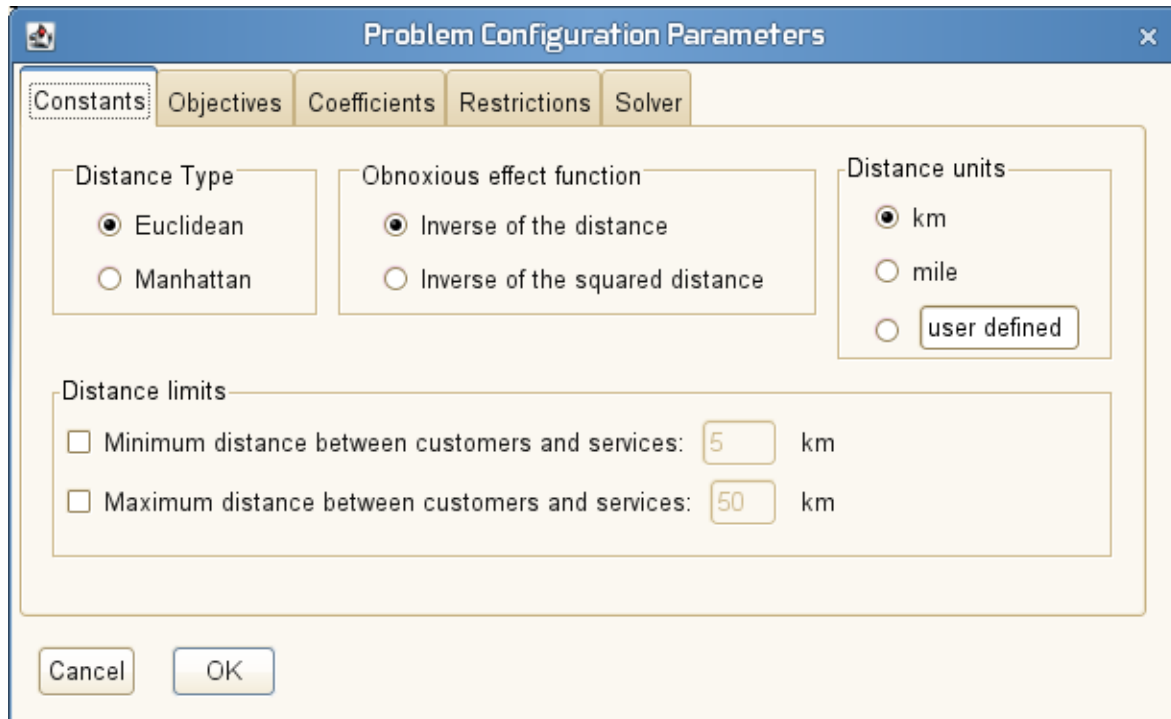 Problem Configuration Parameters
Constants Objectives Coefficients Restrictions Solver
Distance Type
Euclidean
Manhattan
Obnoxious effect function
Inverse of the distance
Inverse of the squared distance
Distance units
km
mile
user defined
Distance limits
Minimum distance between customers and services: 5 km
Maximum distance between customers and services: 50 km
Cancel OK